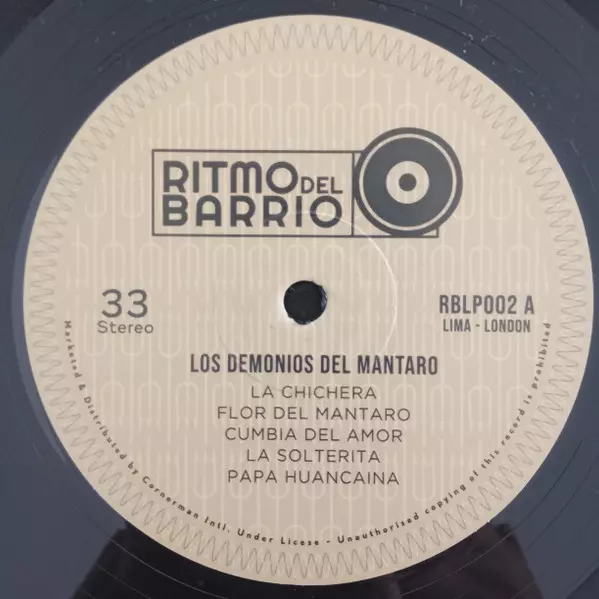 RITMO DEL
BARRIO
33
Stereo
RBLP002 A
LIMA - LONDON
LOS DEMONIOS DEL MANTARO
LA CHICHERA
FLOR DEL MANTARO
CUMBIA DEL AMOR
LA SOLTERITA
PAPA HUANCAINA
Marketed & Distributed by Cornerman Intl. Under Licese - Unauthorised copying of this record is prohibited